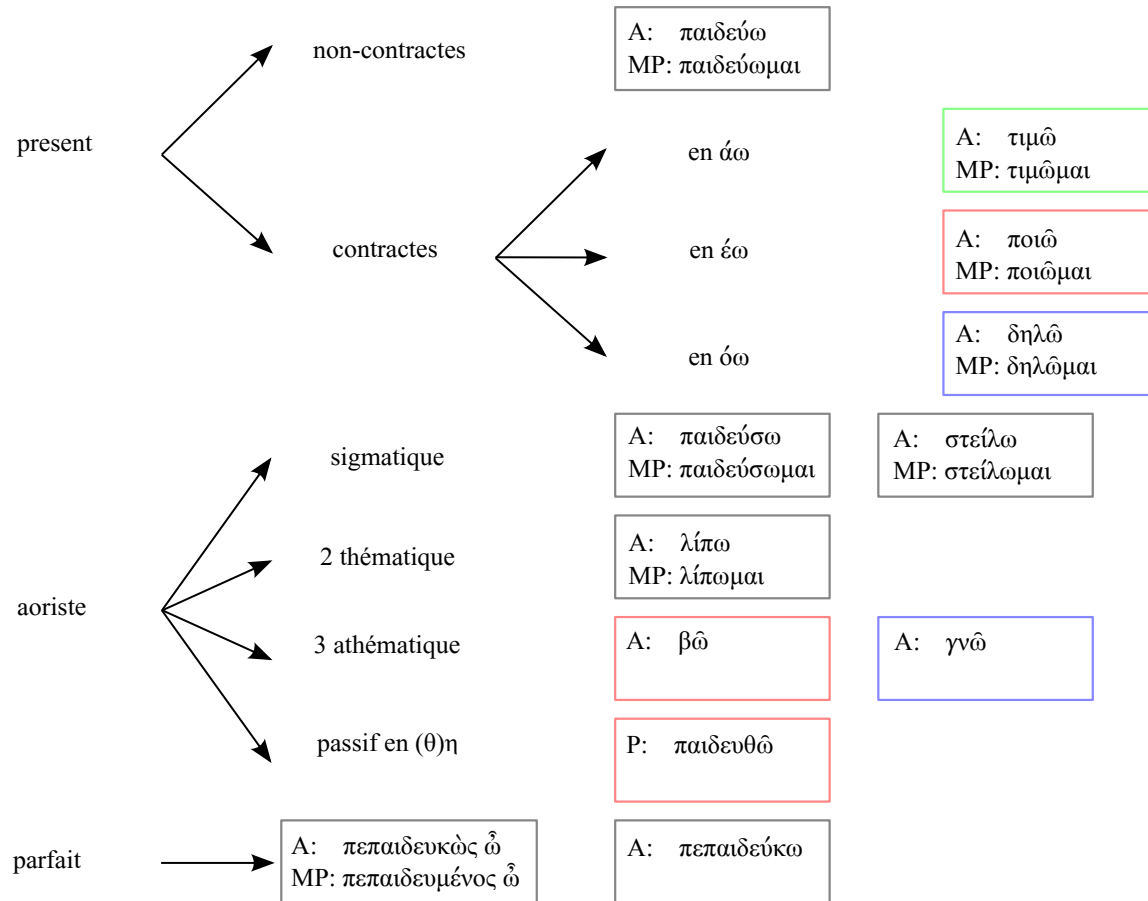 non-contractes
A: παιδεύω
MP: παιδεύωμαι
present
en άω
A: τιμῶ
MP: τιμῶμαι
contractes
en έω
A: ποιῶ
MP: ποιῶμαι
en όω
A: δηλῶ
MP: δηλῶμαι
sigmatique
A: παιδεύσω
MP: παιδεύσωμαι
A: στείλω
MP: στείλωμαι
2 thématique
A: λίπω
MP: λίπωμαι
aoriste
3 athématique
A: βῶ
A: γνῶ
passif en (θ)η
P: παιδευθῶ
parfait
A: πεπαιδευκὼς ὦ
MP: πεπαιδευμένος ὦ
A: πεπαιδεύκω